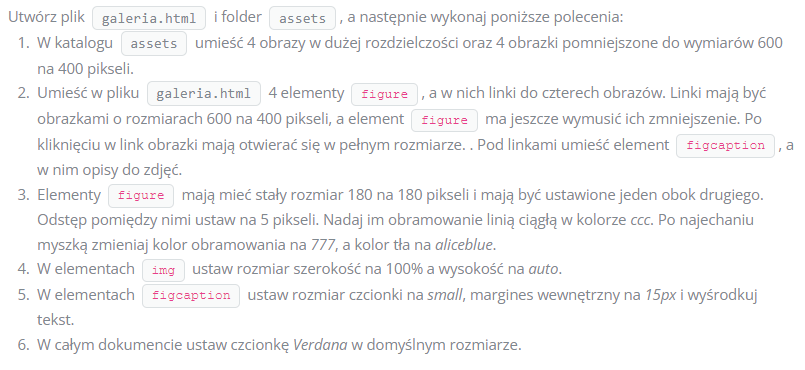 Utwórz plik galeria.html i folder assets , a następnie wykonaj poniższe polecenia:
1. W katalogu assets umieść 4 obrazy w dużej rozdzielczości oraz 4 obrazki pomniejszone do wymiarów 600
na 400 pikseli.
2. Umieść w pliku galeria.html 4 elementy figure , a w nich linki do czterech obrazów. Linki mają być
obrazkami o rozmiarach 600 na 400 pikseli, a element figure ma jeszcze wymusić ich zmniejszenie. Po
kliknięciu w link obrazki mają otwierać się w pełnym rozmiarze. . Pod linkami umieść element figcaption , a
w nim opisy do zdjęć.
3. Elementy figure mają mieć stały rozmiar 180 na 180 pikseli i mają być ustawione jeden obok drugiego.
Odstęp pomiędzy nimi ustaw na 5 pikseli. Nadaj im obramowanie linią ciągłą w kolorze ccc. Po najechaniu
myszką zmieniaj kolor obramowania na 777, a kolor tła na aliceblue.
4. W elementach img ustaw rozmiar szerokość na 100% a wysokość na auto.
5. W elementach figcaption ustaw rozmiar czcionki na small, margines wewnętrzny na 15px i wyśrodkuj
tekst.
6. W całym dokumencie ustaw czcionkę Verdana w domyślnym rozmiarze.